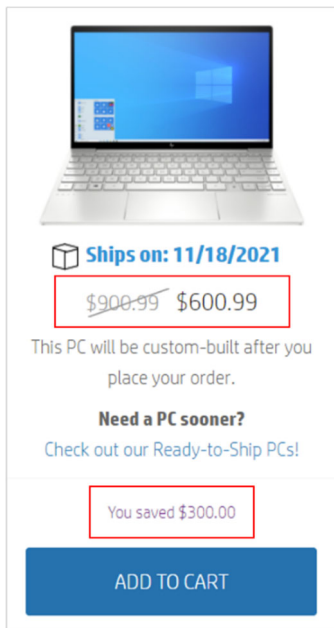 Ships on: 11/18/2021
$900.99 $600.99
This PC will be custom-built after you
place your order.
Need a PC sooner?
Check out our Ready-to-Ship PCs!
You saved $300.00
ADD TO CART